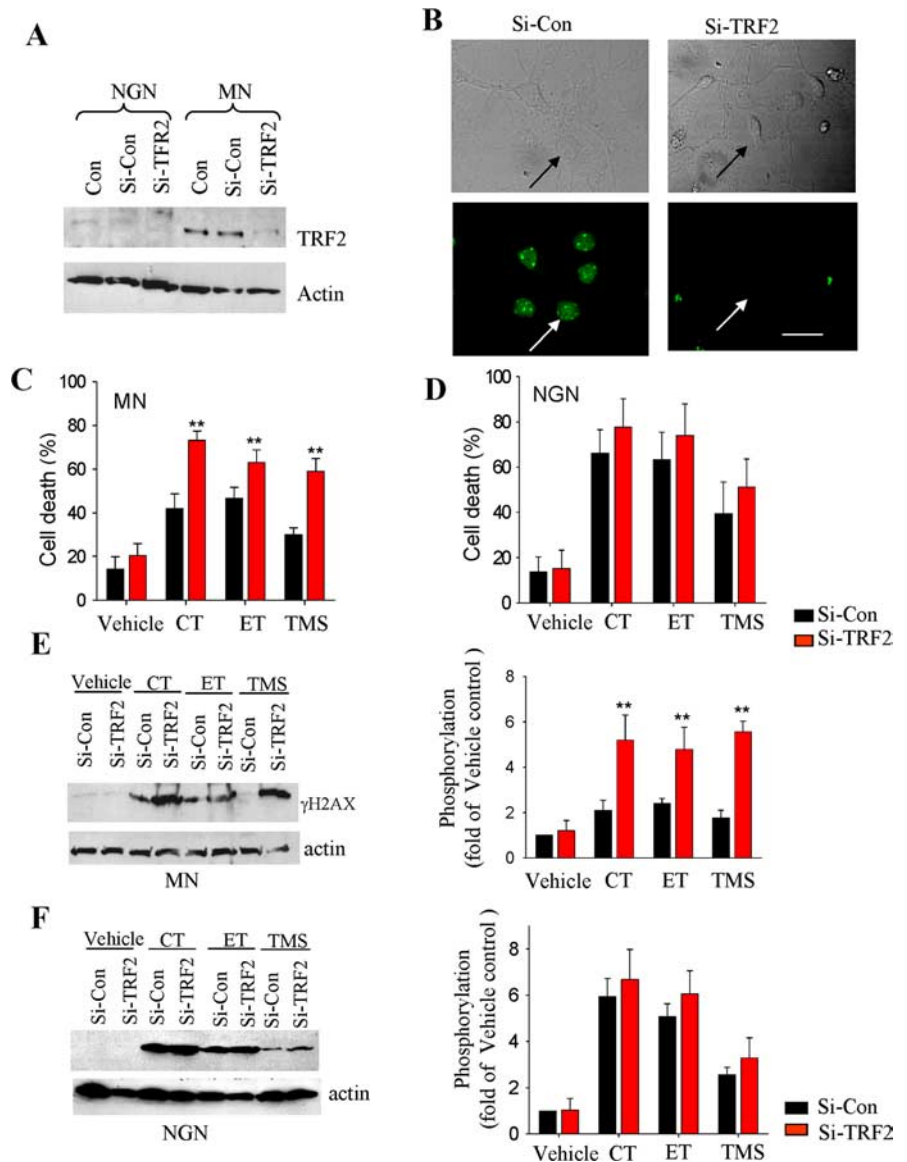 A
NGN MN
Con Si-Con Si-TFR2 Con Si-Con Si-TRF2
TRF2
Actin
B
Si-Con Si-TRF2
C
MN
Cell death (%)
100
80
60
40
20
0
** ** **
Vehicle CT ET TMS
D
NGN
Cell death (%)
100
80
60
40
20
0
Vehicle CT ET TMS
Si-Con
Si-TRF2
E
Vehicle CT ET TMS
Si-Con Si-TRF2 Si-Con Si-TRF2 Si-Con Si-TRF2 Si-Con Si-TRF2
γH2AX
actin
MN
Phosphorylation
(fold of Vehicle control )
8
6
4
2
0
** ** **
Vehicle CT ET TMS
F
Vehicle CT ET TMS
Si-Con Si-TRF2 Si-Con Si-TRF2 Si-Con Si-TRF2 Si-Con Si-TRF2
actin
NGN
Phosphorylation
(fold of Vehicle control )
8
6
4
2
0
Vehicle CT ET TMS
Si-Con
Si-TRF2